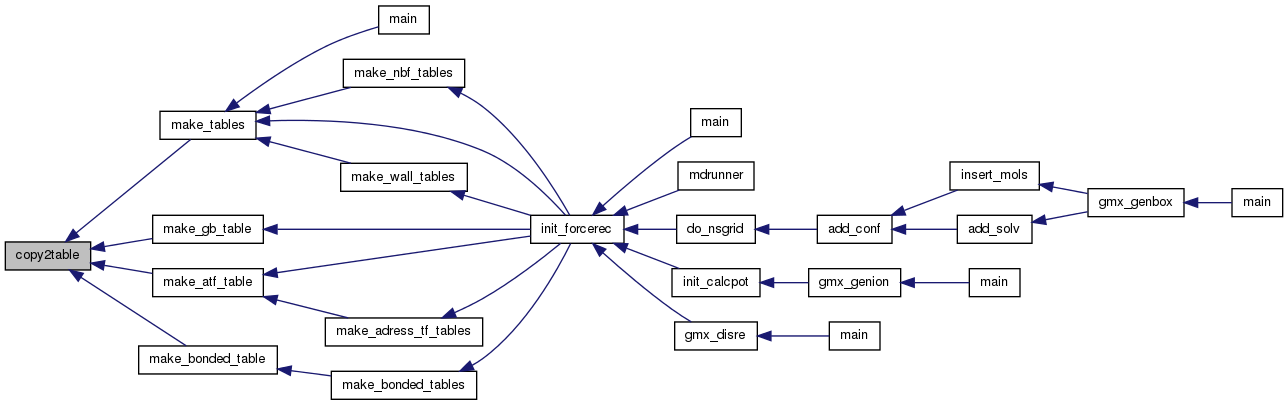 main
make_nbf_tables
make_tables
main
make_wall_tables
mdrunner
insert_mols
gmx_genbox
main
make_gb_table
init_forcerec
do_nsgrid
add_conf
add_solv
copy2table
make_atf_table
init_calcpot
gmx_genion
main
make_adress_tf_tables
gmx_disre
main
make_bonded_table
make_bonded_tables